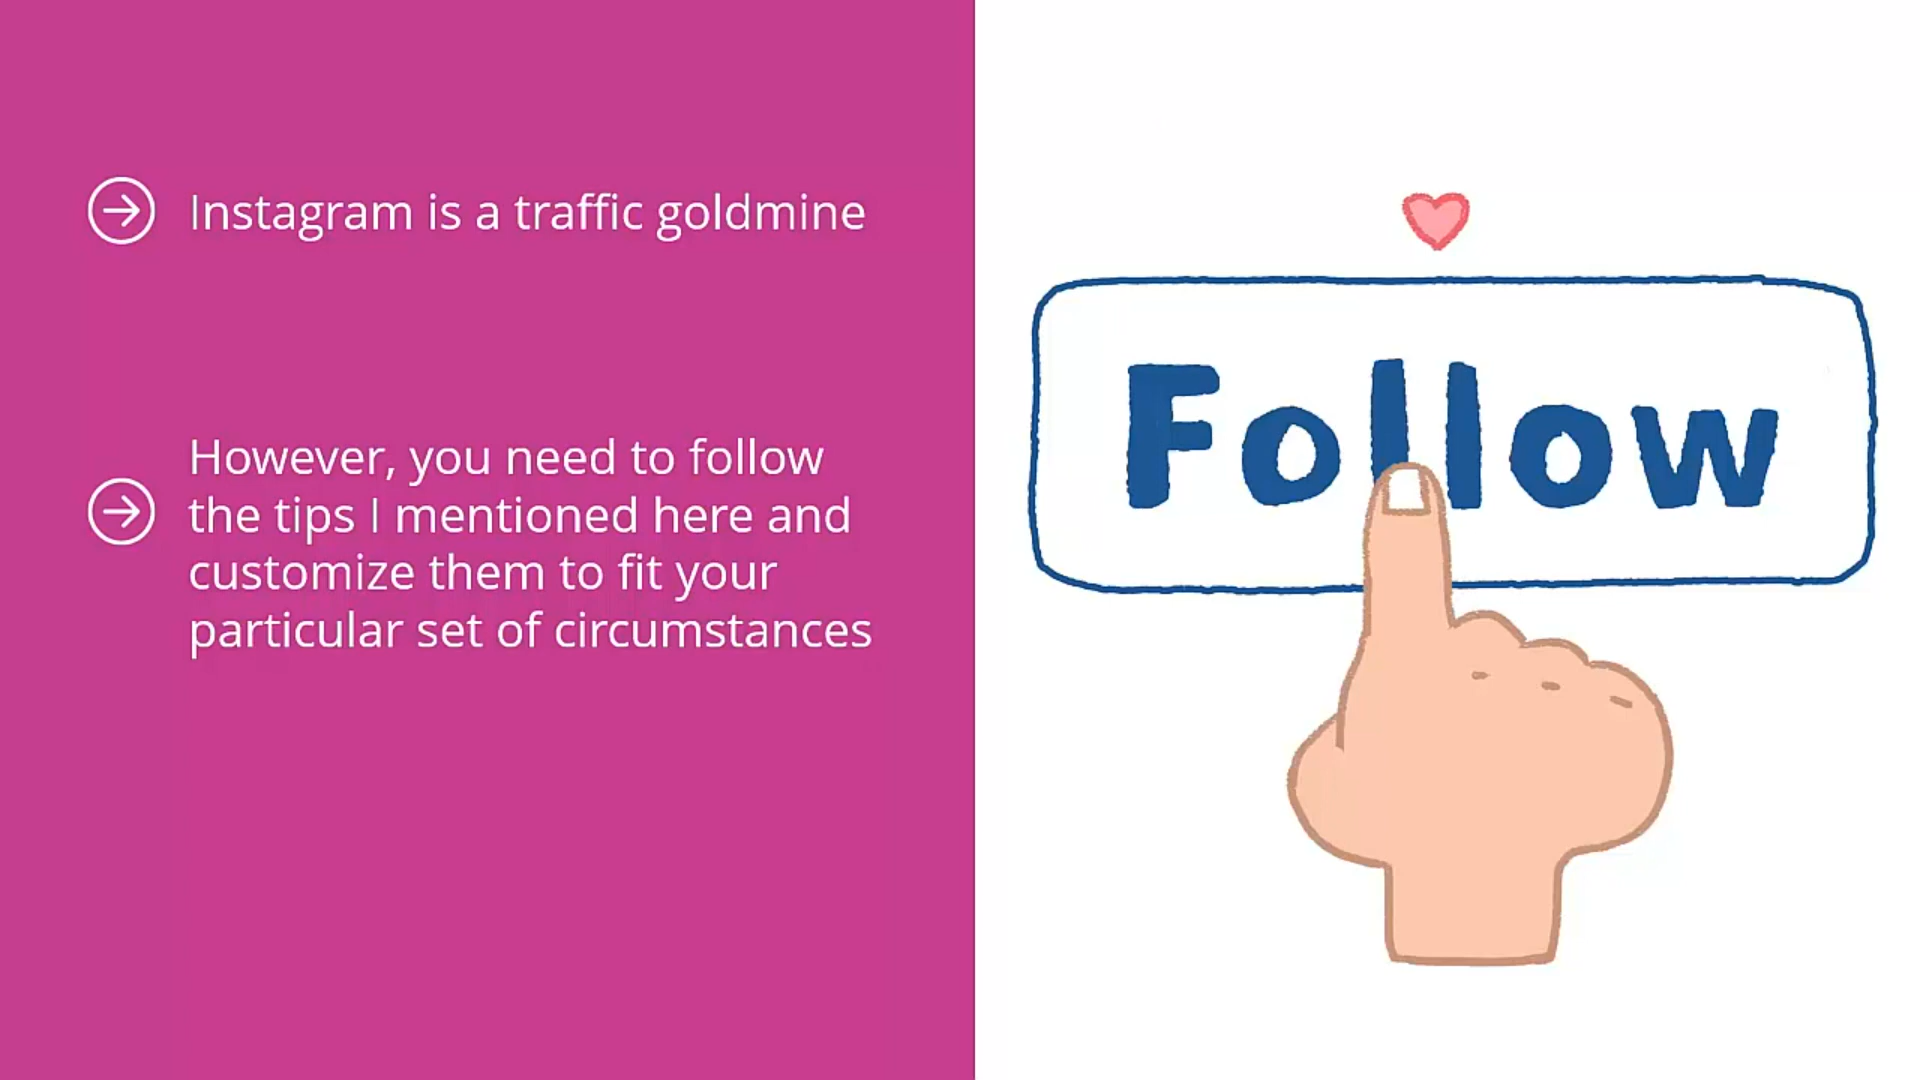 Instagram is a traffic goldmine
However, you need to follow
the tips I mentioned here and
customize them to fit your
particular set of circumstances
Follow